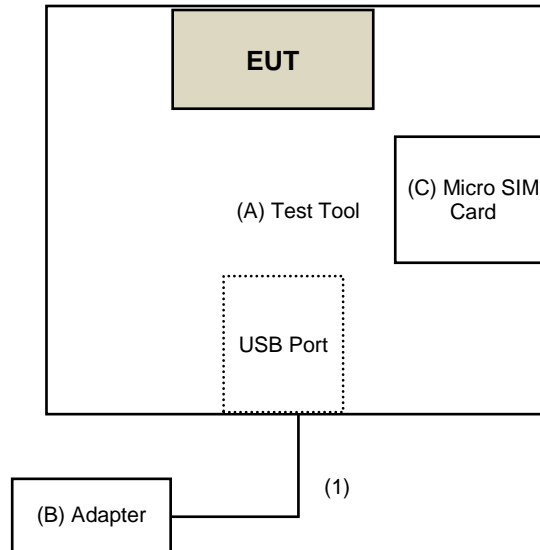 EUT
(C) Micro SIM
Card
(A) Test Tool
USB Port
(1)
(B) Adapter